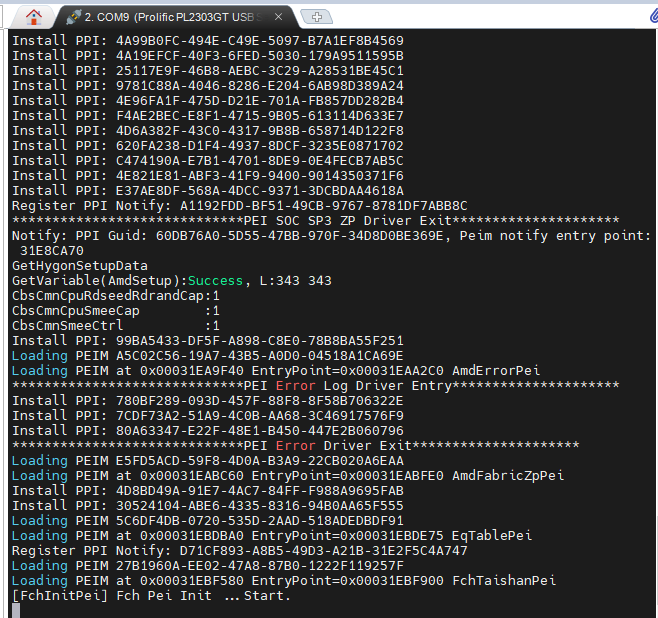 2. COM9 (Prolific PL2303GT USB S
Install PPI: 4A99B0FC-494E-C49E-5097-B7A1EF8B4569
Install PPI: 4A19EFCF-40F3-6FED-5030-179A9511595B
Install PPI: 25117E9F-46B8-AEBC-3C29-A28531BE45C1
Install PPI: 9781C88A-4046-8286-E204-6AB98D389A24
Install PPI: 4E96FA1F-475D-D21E-701A-FB857DD282B4
Install PPI: F4AE2BEC-E8F1-4715-9B05-613114D633E7
Install PPI: 4D6A382F-43C0-4317-9B8B-658714D122F8
Install PPI: 620FA238-D1F4-4937-8DCF-3235E0871702
Install PPI: C474190A-E7B1-4701-8DE9-0E4FECB7AB5C
Install PPI: 4E821E81-ABF3-41F9-9400-9014350371F6
Install PPI: E37AE8DF-568A-4DCC-9371-3DCBDAA4618A
Register PPI Notify: A1192FDD-BF51-49CB-9767-8781DF7ABB8C
*****************************PEI SOC SP3 ZP Driver Exit*********************
Notify: PPI Guid: 60DB76A0-5D55-47BB-970F-34D8D0BE369E, Peim notify entry point:
31E8CA70
GetHygonSetupData
GetVariable(AmdSetup):Success, L:343 343
CbsCmnCpuRdseedRdrandCap:1
CbsCmnCpuSmeeCap        :1
CbsCmnSmeeCtrl          :1
Install PPI: 99BA5433-DF5F-A898-C8E0-78B8BA55F251
Loading PEIM A5C02C56-19A7-43B5-A0D0-04518A1CA69E
Loading PEIM at 0x00031EA9F40 EntryPoint=0x00031EAA2C0 AmdErrorPei
*****************************PEI Error Log Driver Entry*********************
Install PPI: 780BF289-093D-457F-88F8-8F58B706322E
Install PPI: 7CDF73A2-51A9-4C0B-AA68-3C46917576F9
Install PPI: 80A63347-E22F-48E1-B450-447E2B060796
*****************************PEI Error Driver Exit*********************
Loading PEIM E5FD5ACD-59F8-4D0A-B3A9-22CB020A6EAA
Loading PEIM at 0x00031EABC60 EntryPoint=0x00031EABFE0 AmdFabricZpPei
Install PPI: 4D8BD49A-91E7-4AC7-84FF-F988A9695FAB
Install PPI: 30524104-ABE6-4335-8316-94B0AA65F555
Loading PEIM 5C6DF4DB-0720-535D-2AAD-518ADEDBDF91
Loading PEIM at 0x00031EBDBA0 EntryPoint=0x00031EBDE75 EqTablePei
Register PPI Notify: D71CF893-A8B5-49D3-A21B-31E2F5C4A747
Loading PEIM 27B1960A-EE02-47A8-87B0-1222F119257F
Loading PEIM at 0x00031EBF580 EntryPoint=0x00031EBF900 FchTaishanPei
[FchInitPei] Fch Pei Init ...Start.